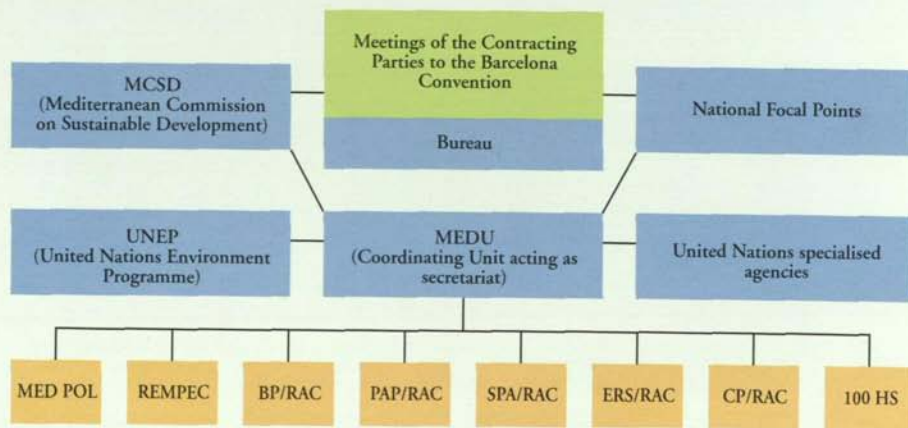 Meetings of the Contracting
Parties to the Barcelona
Convention
Bureau
MCSD
(Mediterranean Commission
on Sustainable Development)
National Focal Points
UNEP
(United Nations Environment
Programme)
MEDU
(Coordinating Unit acting as
secretariat)
United Nations specialised
agencies
MED POL
REMPEC
BP/RAC
PAP/RAC
SPA/RAC
ERS/RAC
CP/RAC
100 HS